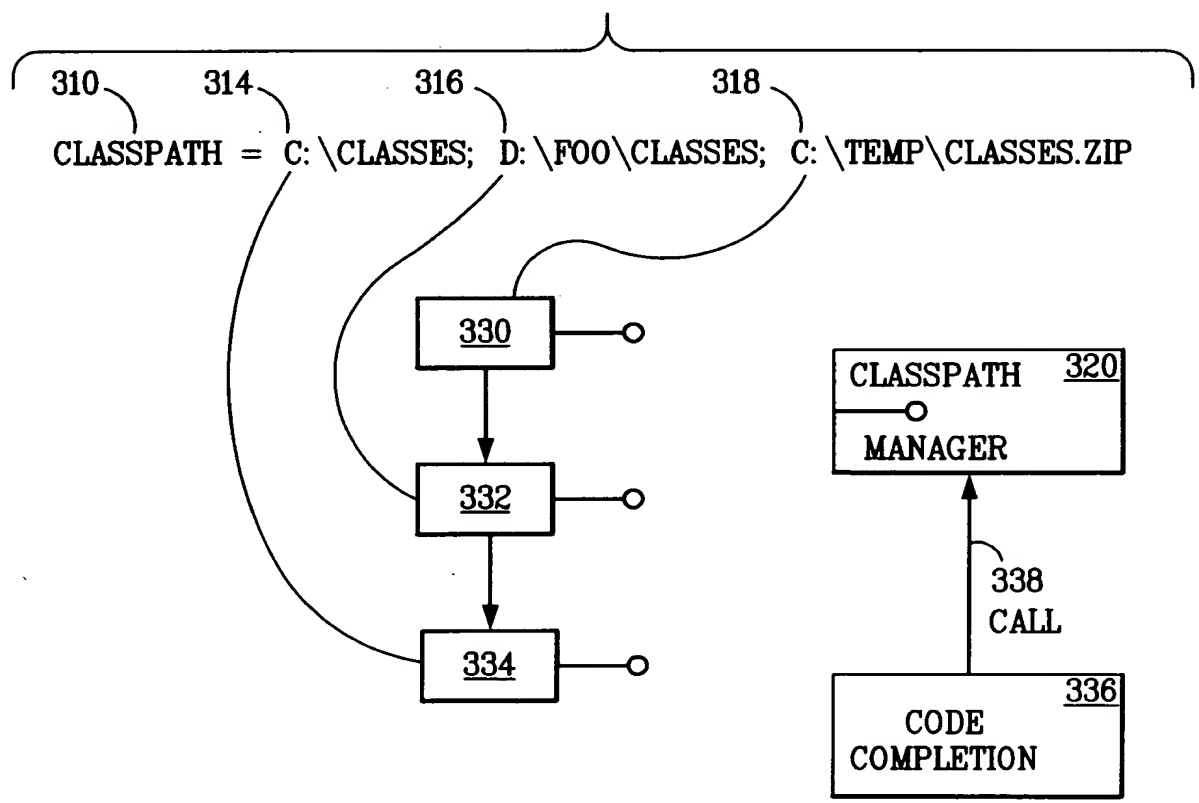 310 314 316 318
CLASSPATH = C:\CLASSES; D:\FOO\CLASSES; C:\TEMP\CLASSES.ZIP
330
320
CLASSPATH
MANAGER
332
338
CALL
334
336
CODE
COMPLETION